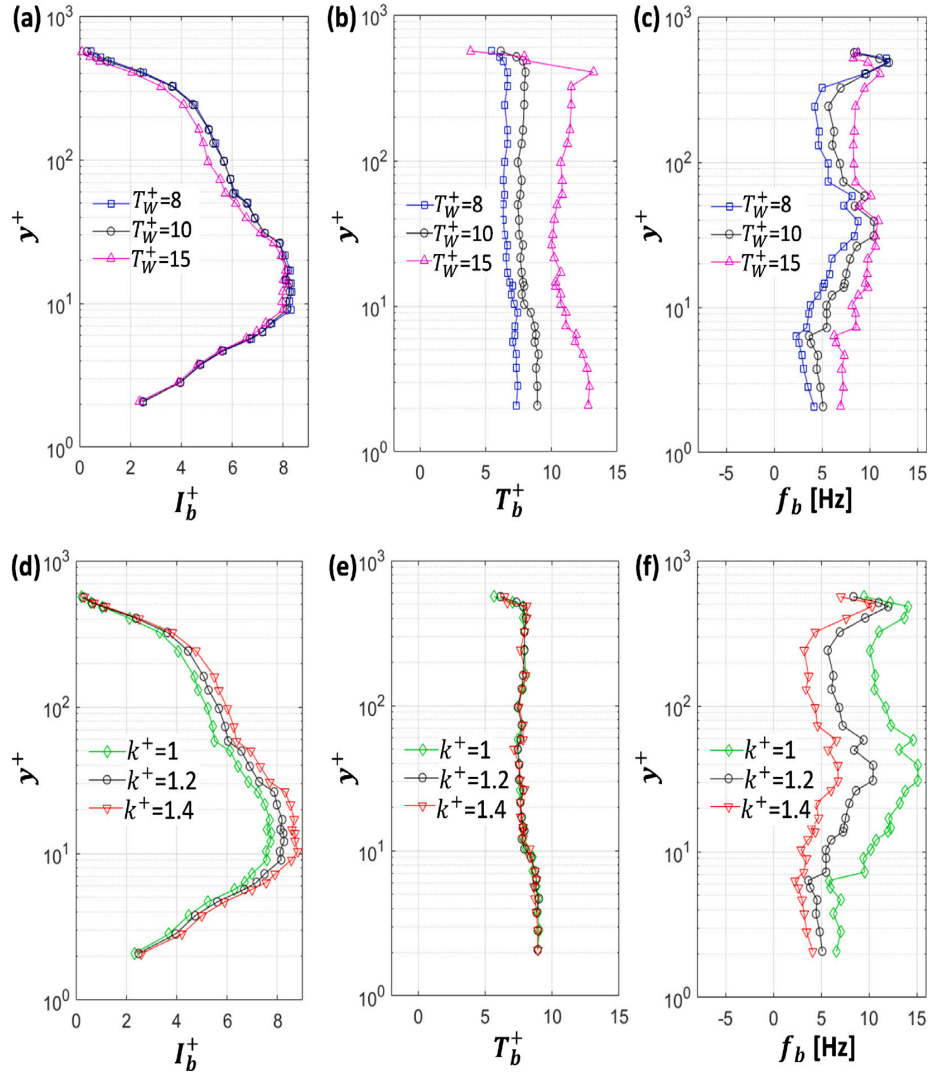 (a)
10³
10²
10¹
10⁰
y⁺
T_W⁺=8
T_W⁺=10
T_W⁺=15
0 2 4 6 8
I_b⁺
(b)
10³
10²
10¹
10⁰
y⁺
T_W⁺=8
T_W⁺=10
T_W⁺=15
0 5 10 15
T_b⁺
(c)
10³
10²
10¹
10⁰
y⁺
T_W⁺=8
T_W⁺=10
T_W⁺=15
-5 0 5 10 15
f_b [Hz]
(d)
10³
10²
10¹
10⁰
y⁺
k⁺=1
k⁺=1.2
k⁺=1.4
0 2 4 6 8
I_b⁺
(e)
10³
10²
10¹
10⁰
y⁺
k⁺=1
k⁺=1.2
k⁺=1.4
0 5 10 15
T_b⁺
(f)
10³
10²
10¹
10⁰
y⁺
k⁺=1
k⁺=1.2
k⁺=1.4
-5 0 5 10 15
f_b [Hz]